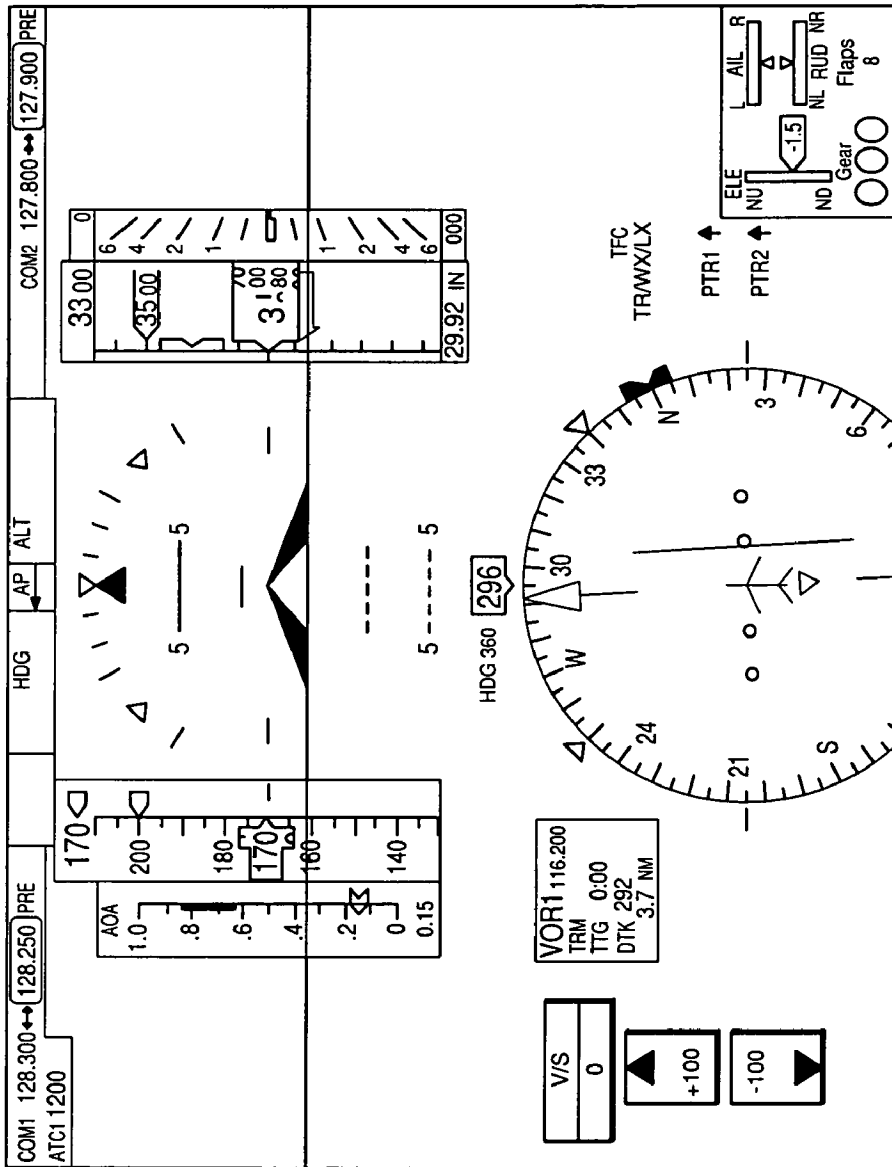 COM1 128.300↔128.250 PRE
HDG AP ALT
COM2 127.800↔127.900 PRE
ATC1 1200
AOA
1.0
.8
.6
.4
.2
0
0.15
170
200
180
170
160
140
5 5
5 5
3300
3500
29.92 IN
0
6
4
2
1
1
2
4
6
000
V/S
0
+100
-100
VOR1 116.200
TRM
TTG 0:00
DTK 292
3.7 NM
HDG 360
296
21
24
W
30
33
N
3
6
S
TFC
TR/WX/LX
PTR1
PTR2
ELE
NU
ND
-1.5
L AIL R
NL RUD NR
Gear
Flaps
8